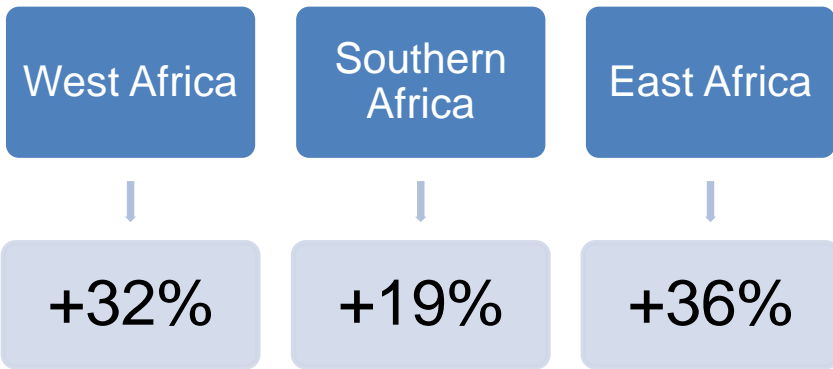 West Africa
Southern
Africa
East Africa
+32%
+19%
+36%